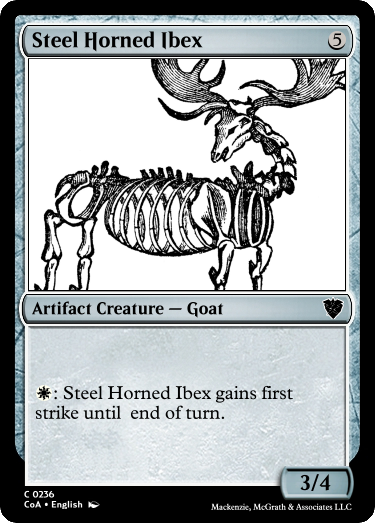 Steel Horned Ibex 5
Artifact Creature — Goat
: Steel Horned Ibex gains first
strike until  end of turn.
3/4
C 0236
CoA • English
Mackenzie, McGrath & Associates LLC